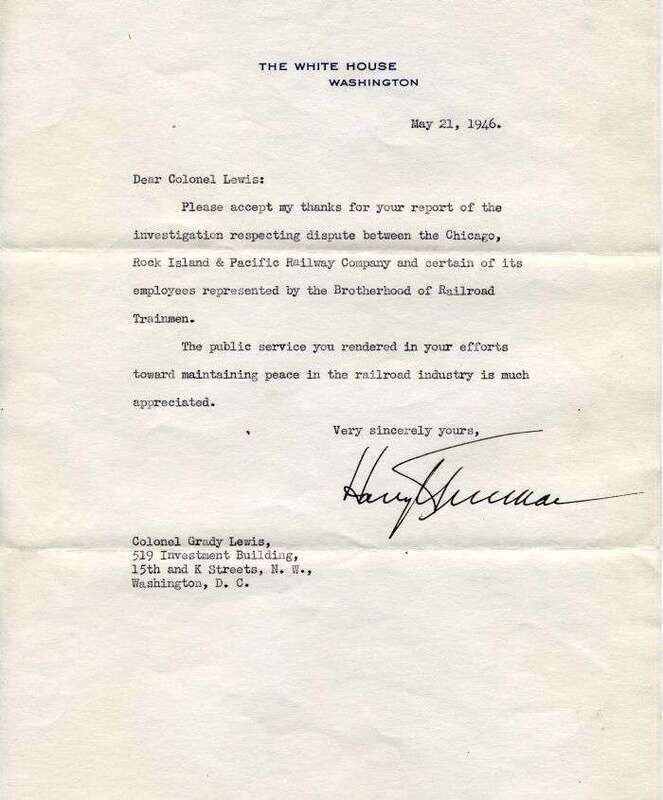 THE WHITE HOUSE
WASHINGTON
May 21, 1946.
Dear Colonel Lewis:
Please accept my thanks for your report of the
investigation respecting dispute between the Chicago,
Rock Island & Pacific Railway Company and certain of its
employees represented by the Brotherhood of Railroad
Trainmen.
The public service you rendered in your efforts
toward maintaining peace in the railroad industry is much
appreciated.
Very sincerely yours,
Harry Truman
Colonel Grady Lewis,
519 Investment Building,
15th and K Streets, N. W.,
Washington, D. C.